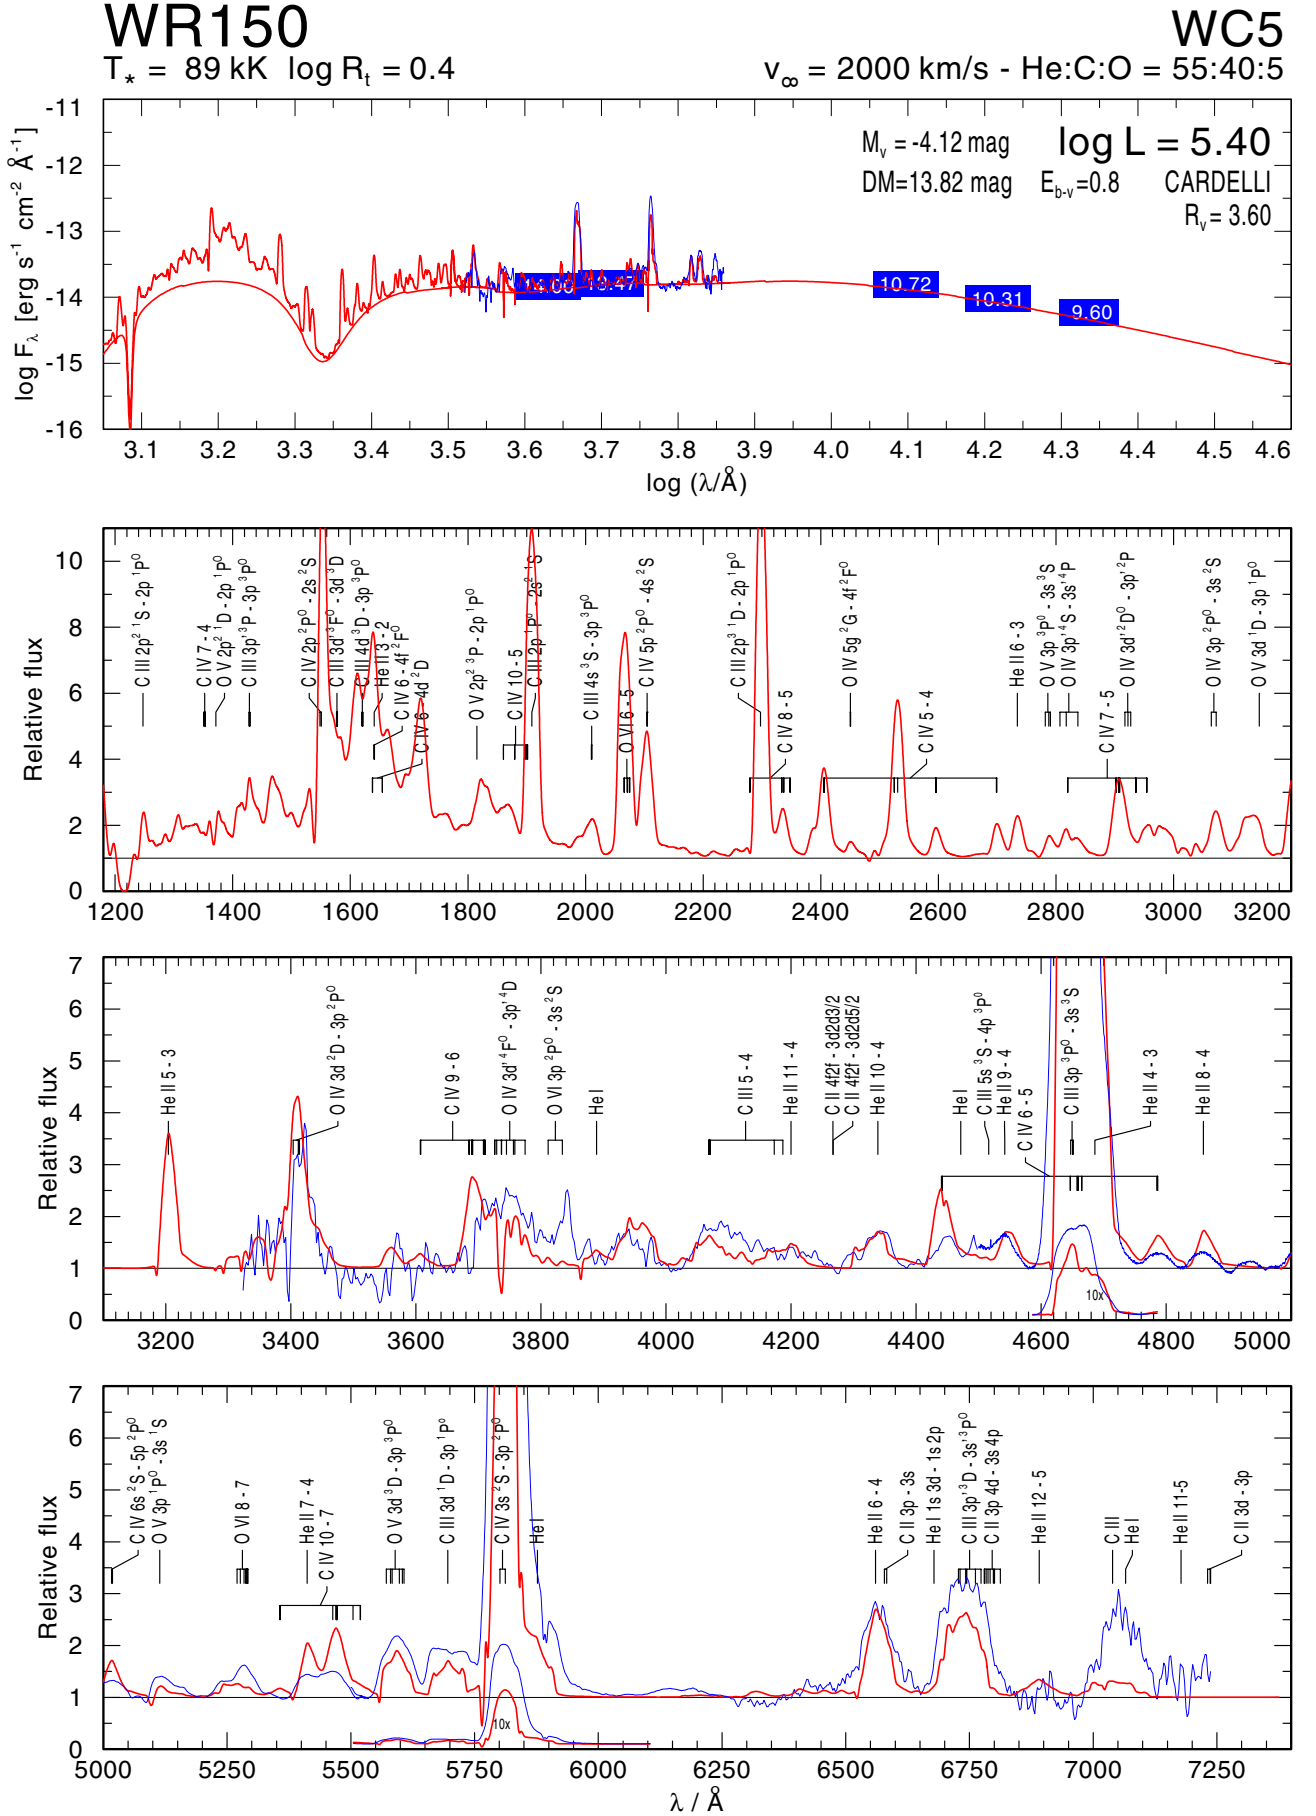 WR150 WC5
T* = 89 kK log Rt = 0.4 v∞ = 2000 km/s - He:C:O = 55:40:5
Mv = -4.12 mag log L = 5.40
DM=13.82 mag Eb-v=0.8 CARDELLI
Rv = 3.60
log Fλ [erg s⁻¹ cm⁻² Å⁻¹]
-11
-12
-13
-14
-15
-16
10.72
10.31
9.60
3.1 3.2 3.3 3.4 3.5 3.6 3.7 3.8 3.9 4.0 4.1 4.2 4.3 4.4 4.5 4.6
log (λ/Å)
Relative flux
10
8
6
4
2
0
C III 2p² ¹S - 2p ¹P⁰
C IV 7 - 4
O V 2p² ¹D - 2p ¹P⁰
C III 3p' ³P - 3p ³P⁰
C IV 2p ²P⁰ - 2s ²S
C III 3d' ³F⁰ - 3d ³D
C III 4d ³D - 3p ³P⁰
He II 3 - 2
C IV 6 - 4f ²F⁰
C IV 6 - 4d ²D
O V 2p² ³P - 2p ¹P⁰
C IV 10 - 5
C III 2p ¹P⁰ - 2s² ¹S
C III 4s ³S - 3p ³P⁰
O VI 6 - 5
C IV 5p ²P⁰ - 4s ²S
C III 2p³ ¹D - 2p ¹P⁰
C IV 8 - 5
O IV 5g ²G - 4f ²F⁰
C IV 5 - 4
He II 6 - 3
O V 3p ³P⁰ - 3s ³S
O IV 3p' ⁴S - 3s' ⁴P
C IV 7 - 5
O IV 3d' ²D⁰ - 3p' ²P
O IV 3p ²P⁰ - 3s ²S
O V 3d ¹D - 3p ¹P⁰
1200 1400 1600 1800 2000 2200 2400 2600 2800 3000 3200
Relative flux
7
6
5
4
3
2
1
0
He II 5 - 3
O IV 3d ²D - 3p ²P⁰
C IV 9 - 6
O IV 3d' ⁴F⁰ - 3p' ⁴D
O VI 3p ²P⁰ - 3s ²S
He I
C III 5 - 4
He II 11 - 4
C II 4f2f - 3d2d3/2
C II 4f2f - 3d2d5/2
He II 10 - 4
He I
C III 5s ³S - 4p ³P⁰
He II 9 - 4
C IV 6 - 5
C III 3p ³P⁰ - 3s ³S
He II 4 - 3
He II 8 - 4
10x
3200 3400 3600 3800 4000 4200 4400 4600 4800 5000
Relative flux
7
6
5
4
3
2
1
0
C IV 6s ²S - 5p ²P⁰
O V 3p ¹P⁰ - 3s ¹S
O VI 8 - 7
He II 7 - 4
C IV 10 - 7
O V 3d ³D - 3p ³P⁰
C III 3d ¹D - 3p ¹P⁰
C IV 3s ²S - 3p ²P⁰
He I
He II 6 - 4
C II 3p - 3s
He I 1s 3d - 1s 2p
C III 3p' ³D - 3s' ³P⁰
C II 3p 4d - 3s 4p
He II 12 - 5
C III
He I
He II 11-5
C II 3d - 3p
10x
5000 5250 5500 5750 6000 6250 6500 6750 7000 7250
λ / Å